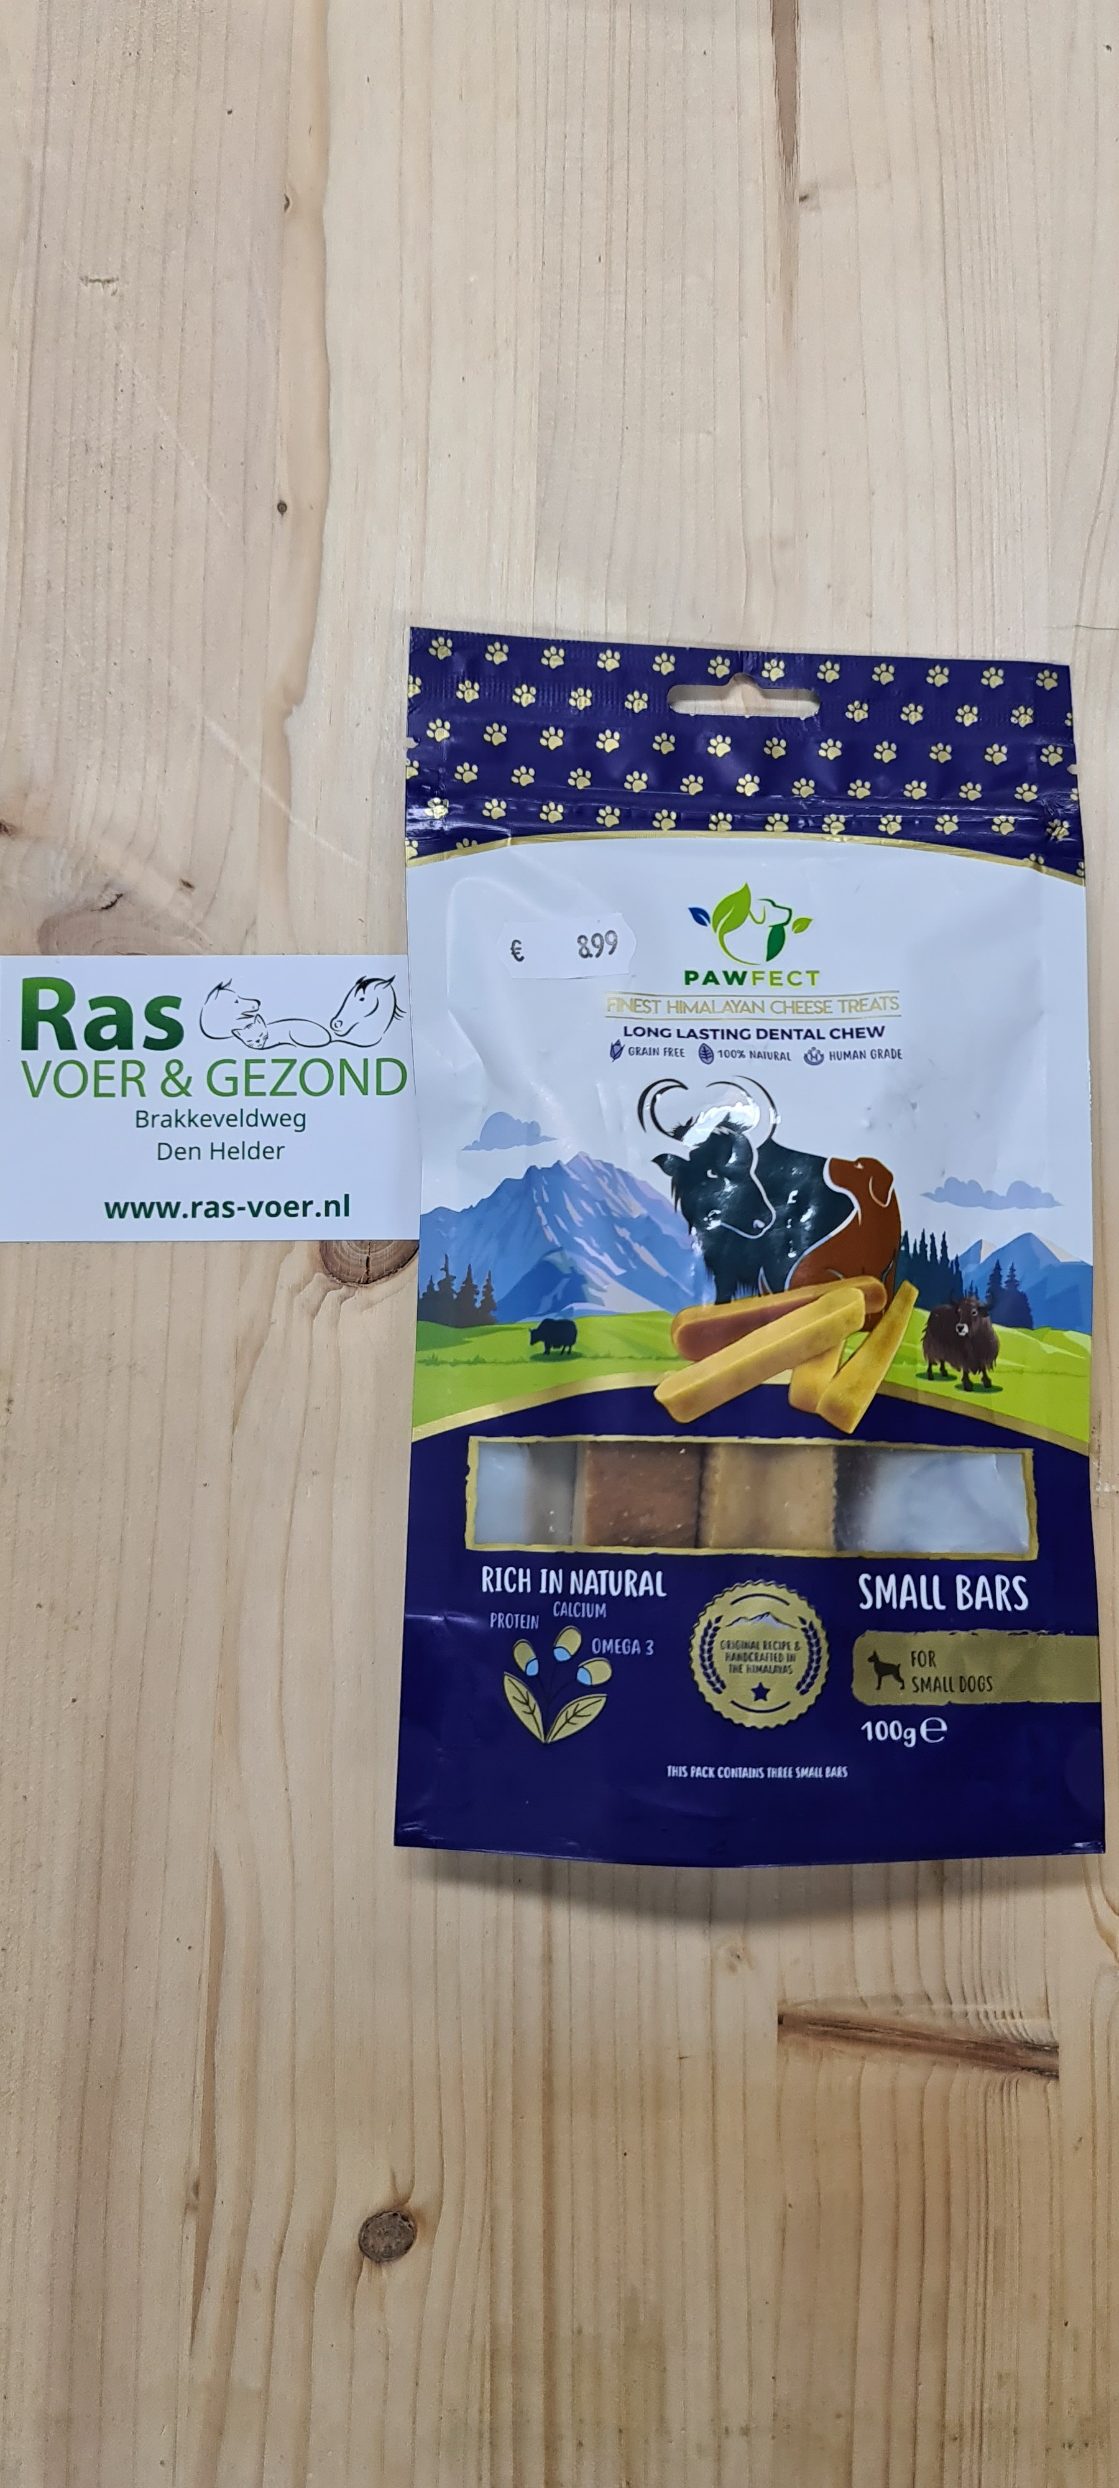 Ras
VOER & GEZOND
Brakkeveldweg
Den Helder
www.ras-voer.nl
€ 8.99
PAWFECT
FINEST HIMALAYAN CHEESE TREATS
LONG LASTING DENTAL CHEW
GRAIN FREE 100% NATURAL HUMAN GRADE
RICH IN NATURAL
PROTEIN CALCIUM
OMEGA 3
ORIGINAL RECIPE &
HANDCRAFTED IN
THE HIMALAYAS
SMALL BARS
FOR
SMALL DOGS
100g℮
THIS PACK CONTAINS THREE SMALL BARS